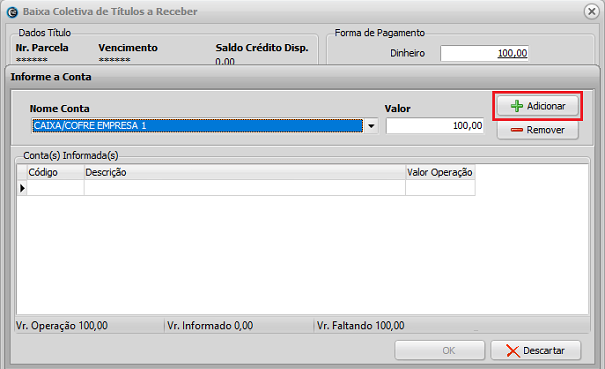 Baixa Coletiva de Títulos a Receber
Dados Título
Forma de Pagamento
Nr. Parcela Vencimento Saldo Crédito Disp.
Dinheiro 100,00
****** ****** 0,00
Informe a Conta
Nome Conta Valor
Adicionar
CAIXA/COFRE EMPRESA 1 100,00
Remover
Conta(s) Informada(s)
Código Descrição Valor Operação
Vr. Operação 100,00 Vr. Informado 0,00 Vr. Faltando 100,00
OK Descartar